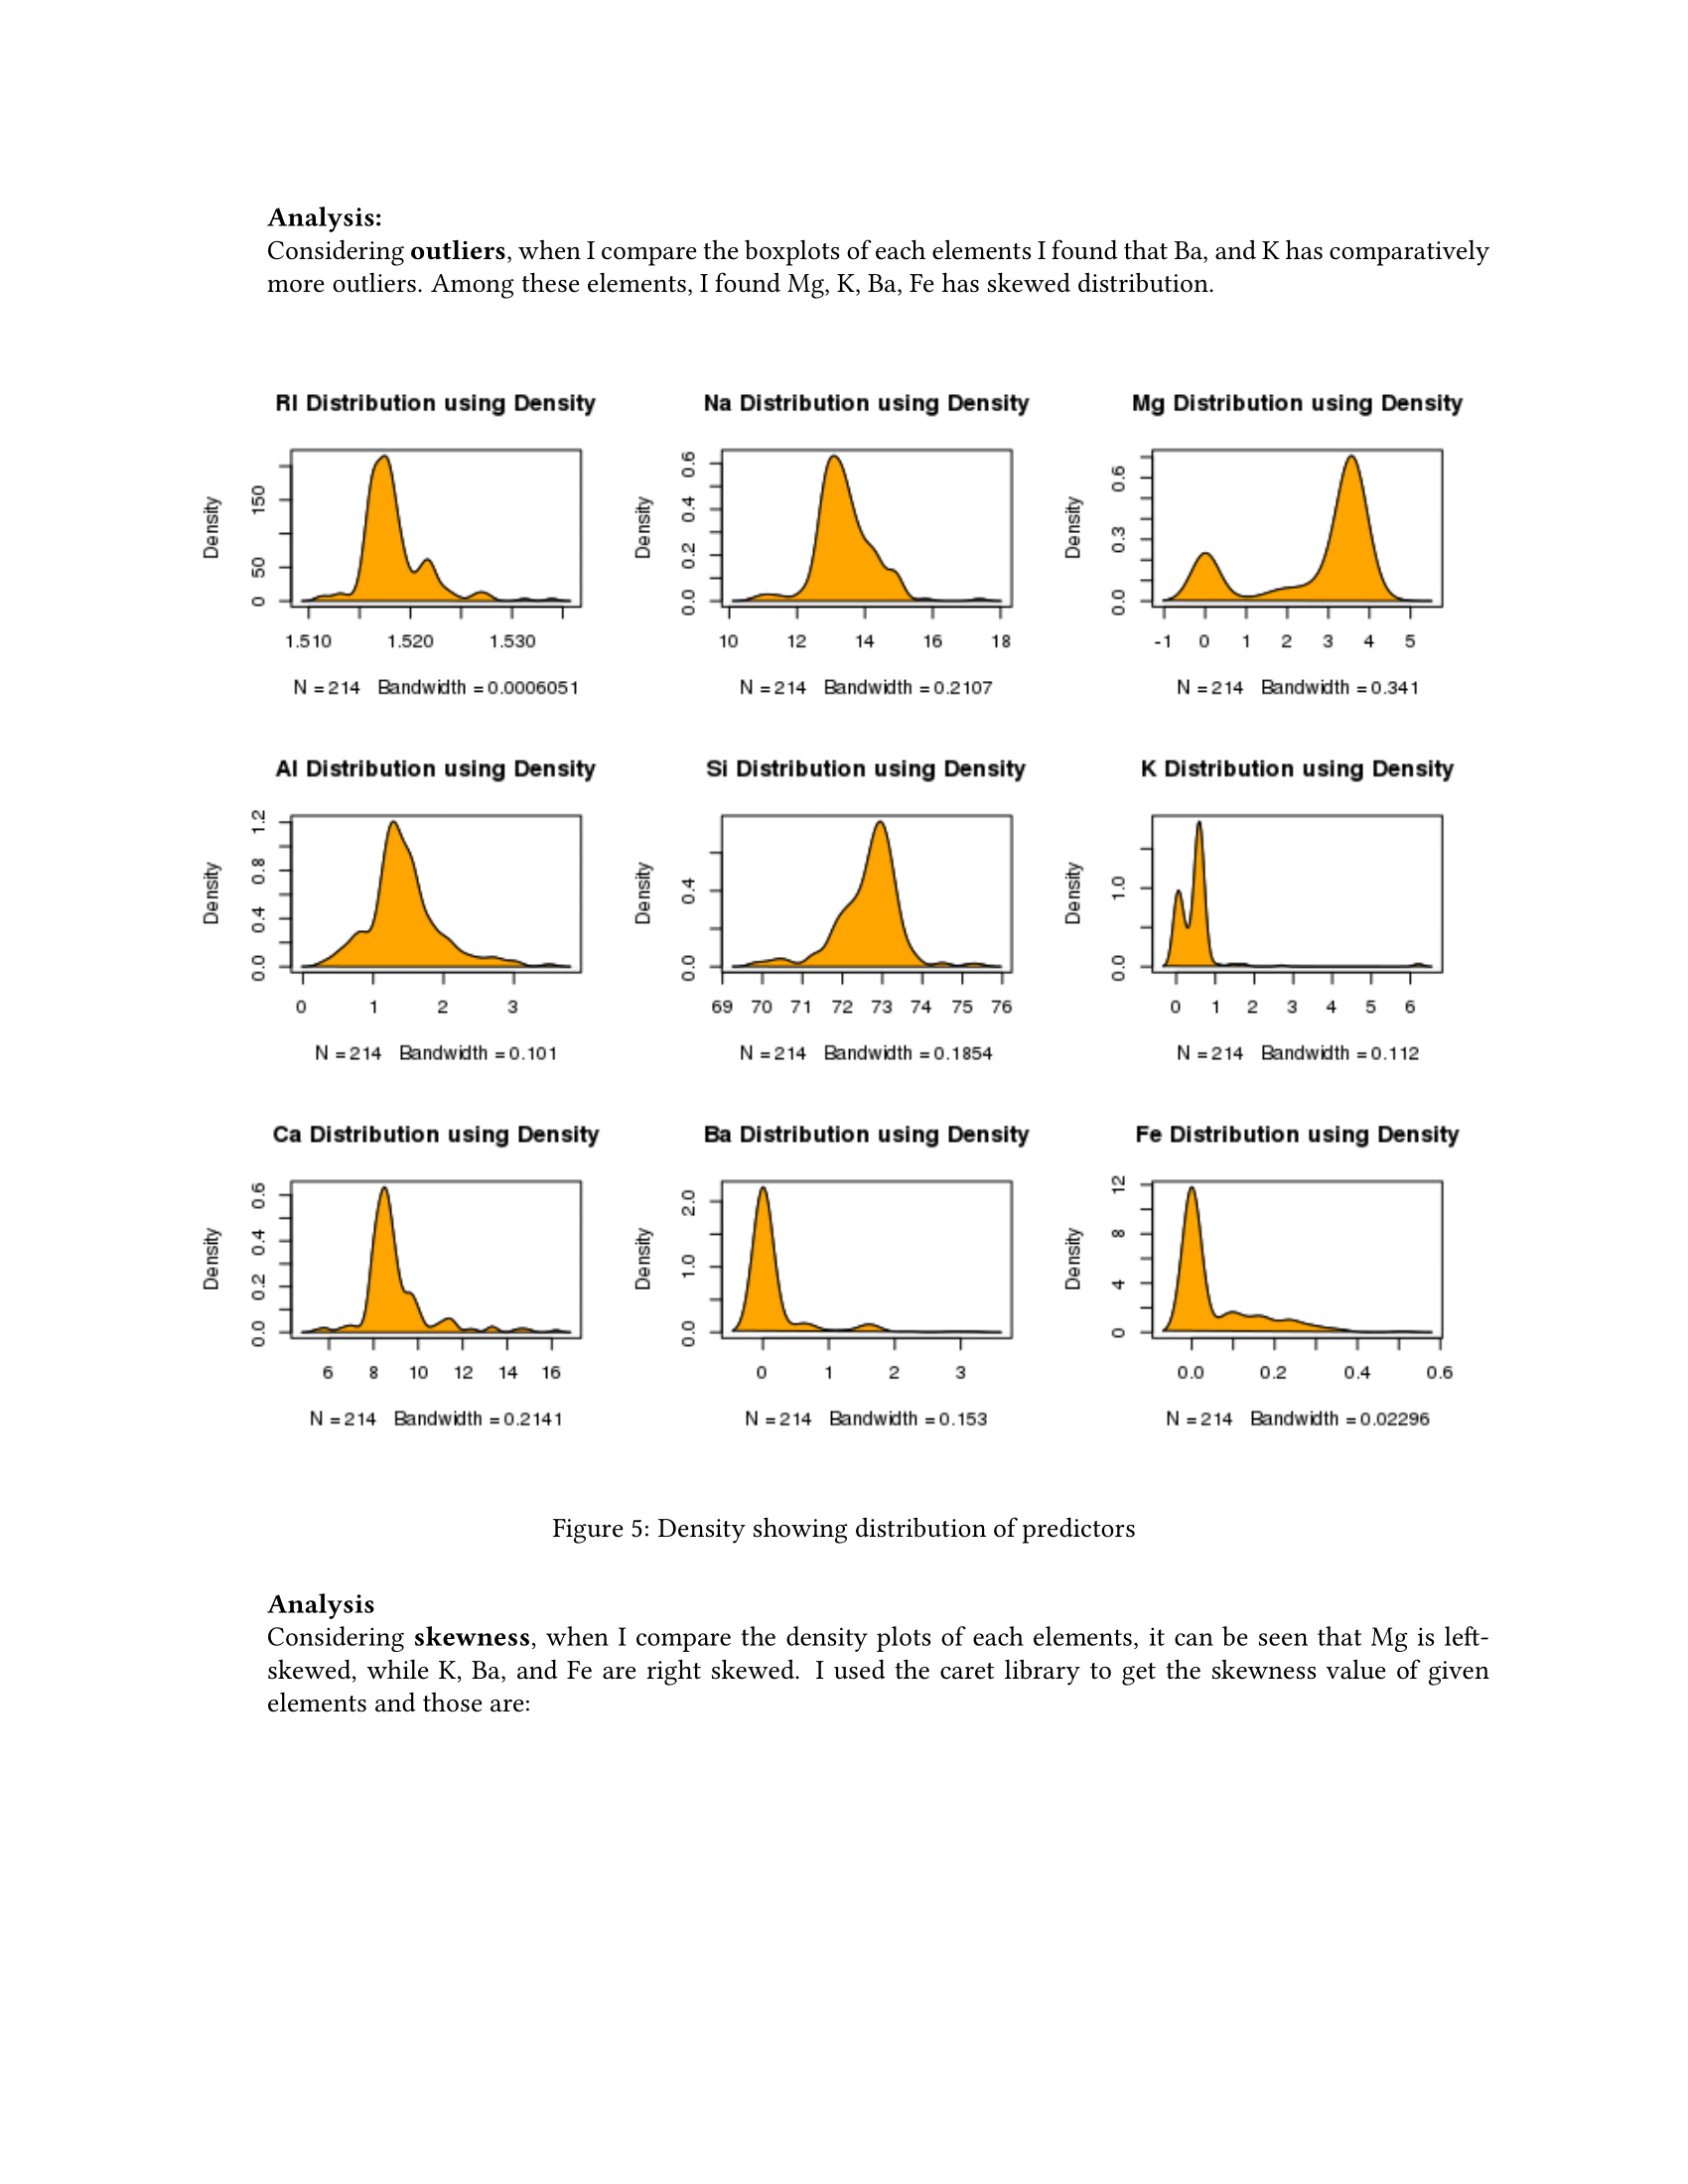 Analysis:
Considering outliers, when I compare the boxplots of each elements I found that Ba, and K has comparatively
more outliers. Among these elements, I found Mg, K, Ba, Fe has skewed distribution.
RI Distribution using Density
Na Distribution using Density
Mg Distribution using Density
Density
0 50 150
1.510 1.520 1.530
N = 214 Bandwidth = 0.0006051
Density
0.0 0.2 0.4 0.6
10 12 14 16 18
N = 214 Bandwidth = 0.2107
Density
0.0 0.3 0.6
-1 0 1 2 3 4 5
N = 214 Bandwidth = 0.341
Al Distribution using Density
Si Distribution using Density
K Distribution using Density
Density
0.0 0.4 0.8 1.2
0 1 2 3
N = 214 Bandwidth = 0.101
Density
0.0 0.4
69 70 71 72 73 74 75 76
N = 214 Bandwidth = 0.1854
Density
0.0 1.0
0 1 2 3 4 5 6
N = 214 Bandwidth = 0.112
Ca Distribution using Density
Ba Distribution using Density
Fe Distribution using Density
Density
0.0 0.2 0.4 0.6
6 8 10 12 14 16
N = 214 Bandwidth = 0.2141
Density
0.0 1.0 2.0
0 1 2 3
N = 214 Bandwidth = 0.153
Density
0 4 8 12
0.0 0.2 0.4 0.6
N = 214 Bandwidth = 0.02296
Figure 5: Density showing distribution of predictors
Analysis
Considering skewness, when I compare the density plots of each elements, it can be seen that Mg is left-
skewed, while K, Ba, and Fe are right skewed. I used the caret library to get the skewness value of given
elements and those are: